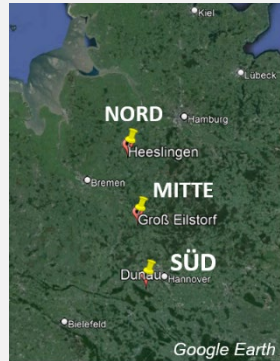 Kiel
Lübeck
NORD
Hamburg
Heeslingen
Bremen
MITTE
Groß Eilstorf
SÜD
Dunau
Hannover
Bielefeld
Google Earth